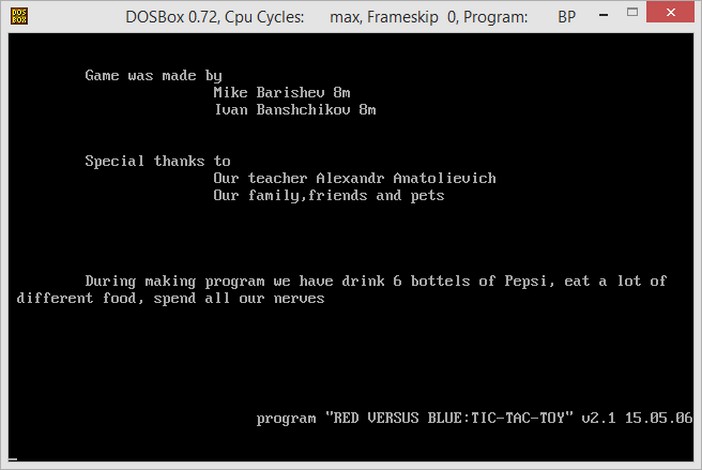 DOS BOX
DOSBox 0.72, Cpu Cycles: max, Frameskip 0, Program: BP
Game was made by
Mike Barishev 8m
Ivan Banshchikov 8m
Special thanks to
Our teacher Alexandr Anatolievich
Our family,friends and pets
During making program we have drink 6 bottels of Pepsi, eat a lot of
different food, spend all our nerves
program "RED VERSUS BLUE:TIC-TAC-TOY" v2.1 15.05.06